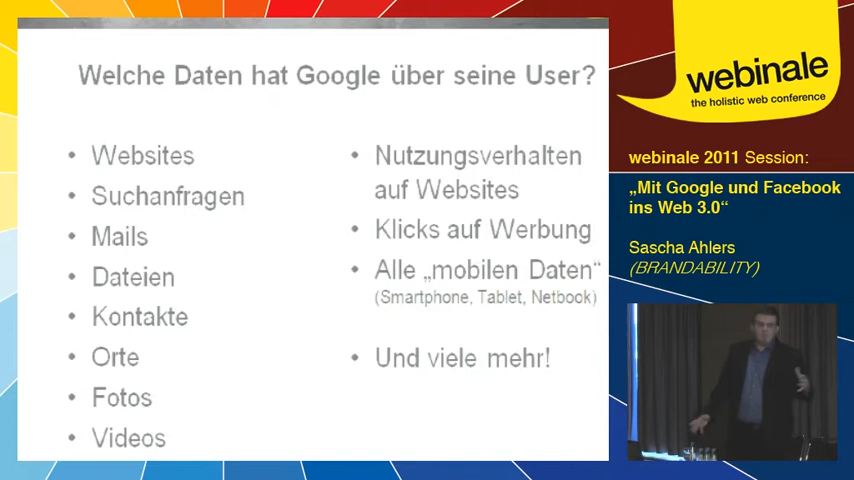 Welche Daten hat Google über seine User?
• Websites
• Suchanfragen
• Mails
• Dateien
• Kontakte
• Orte
• Fotos
• Videos
• Nutzungsverhalten
auf Websites
• Klicks auf Werbung
• Alle „mobilen Daten“
(Smartphone, Tablet, Netbook)
• Und viele mehr!
webinale
the holistic web conference
webinale 2011 Session:
„Mit Google und Facebook
ins Web 3.0“
Sascha Ahlers
(BRANDABILITY)